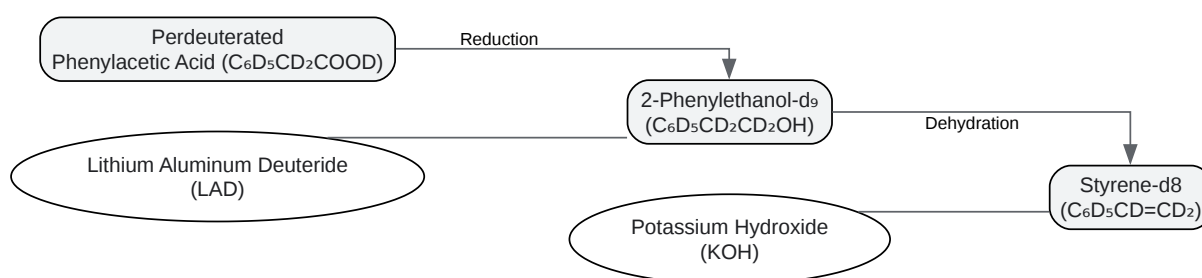 Perdeuterated
Phenylacetic Acid (C₆D₅CD₂COOD)
Reduction
2-Phenylethanol-d₉
(C₆D₅CD₂CD₂OH)
Dehydration
Lithium Aluminum Deuteride
(LAD)
Styrene-d8
(C₆D₅CD=CD₂)
Potassium Hydroxide
(KOH)